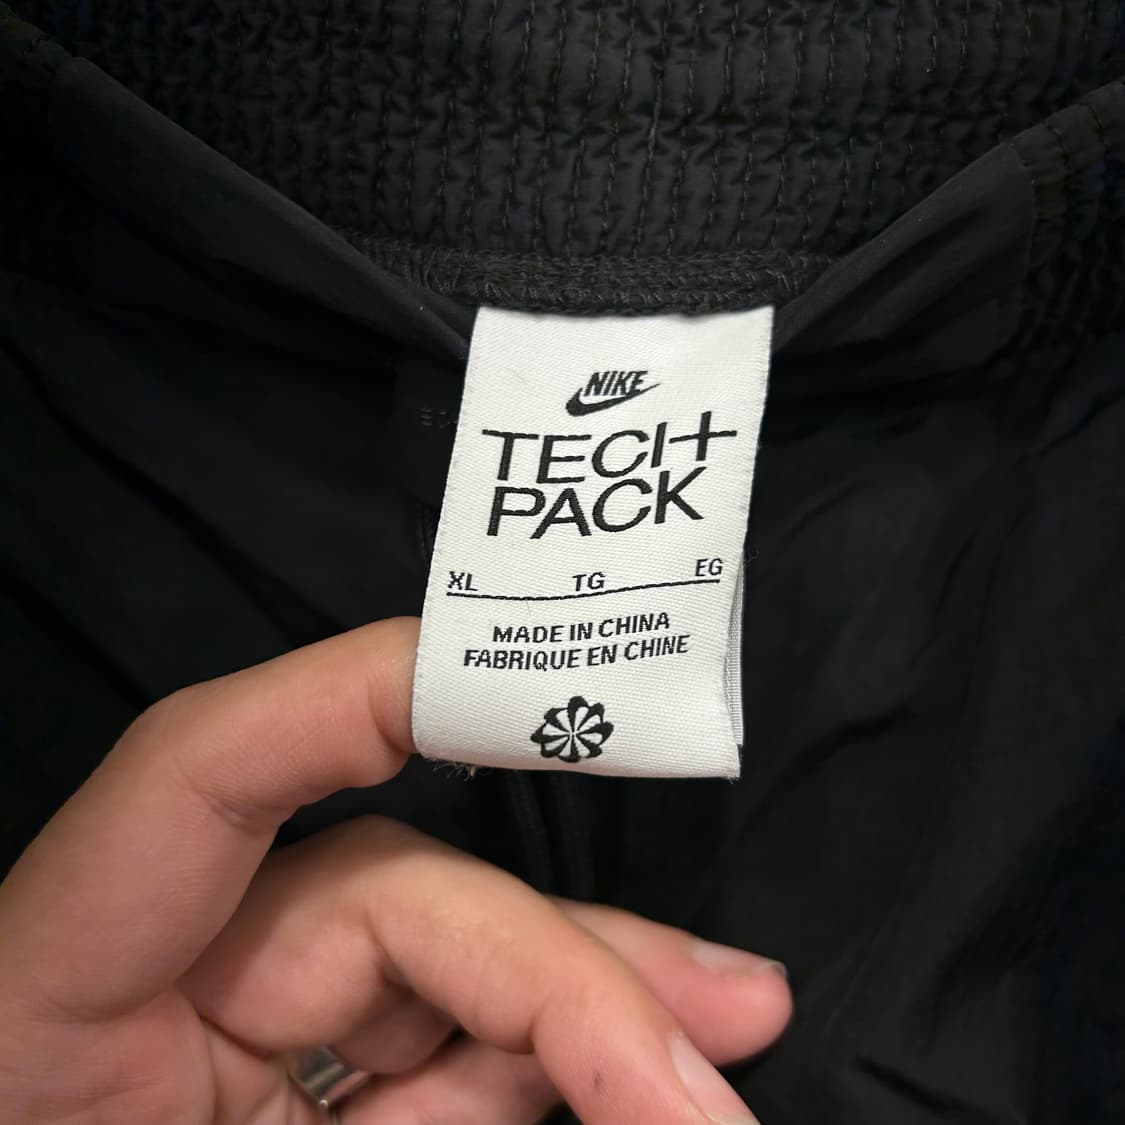 NIKE
TECH
PACK
XL TG EG
MADE IN CHINA
FABRIQUE EN CHINE